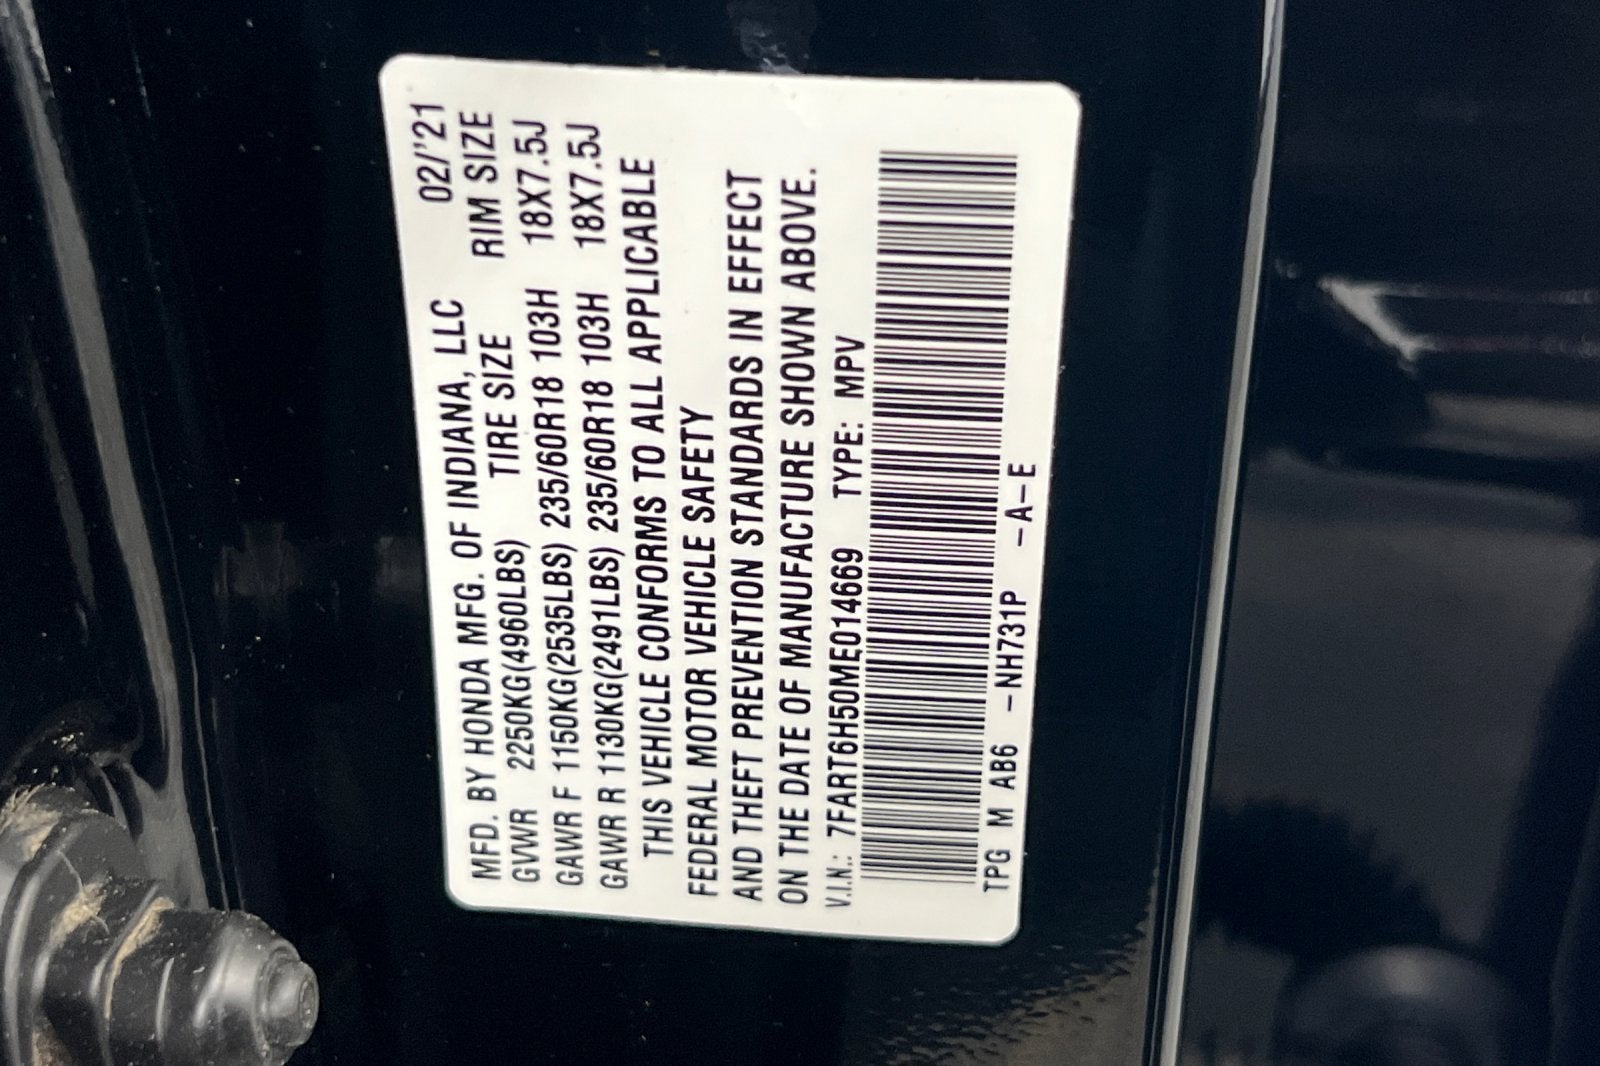 MFD. BY HONDA MFG. OF INDIANA, LLC 02/'21
GVWR 2250KG(4960LBS) TIRE SIZE RIM SIZE
GAWR F 1150KG(2535LBS) 235/60R18 103H 18X7.5J
GAWR R 1130KG(2491LBS) 235/60R18 103H 18X7.5J
THIS VEHICLE CONFORMS TO ALL APPLICABLE
FEDERAL MOTOR VEHICLE SAFETY
AND THEFT PREVENTION STANDARDS IN EFFECT
ON THE DATE OF MANUFACTURE SHOWN ABOVE.
V.I.N.: 7FART6H50ME014669 TYPE: MPV
TPG M AB6 -NH731P -A-E